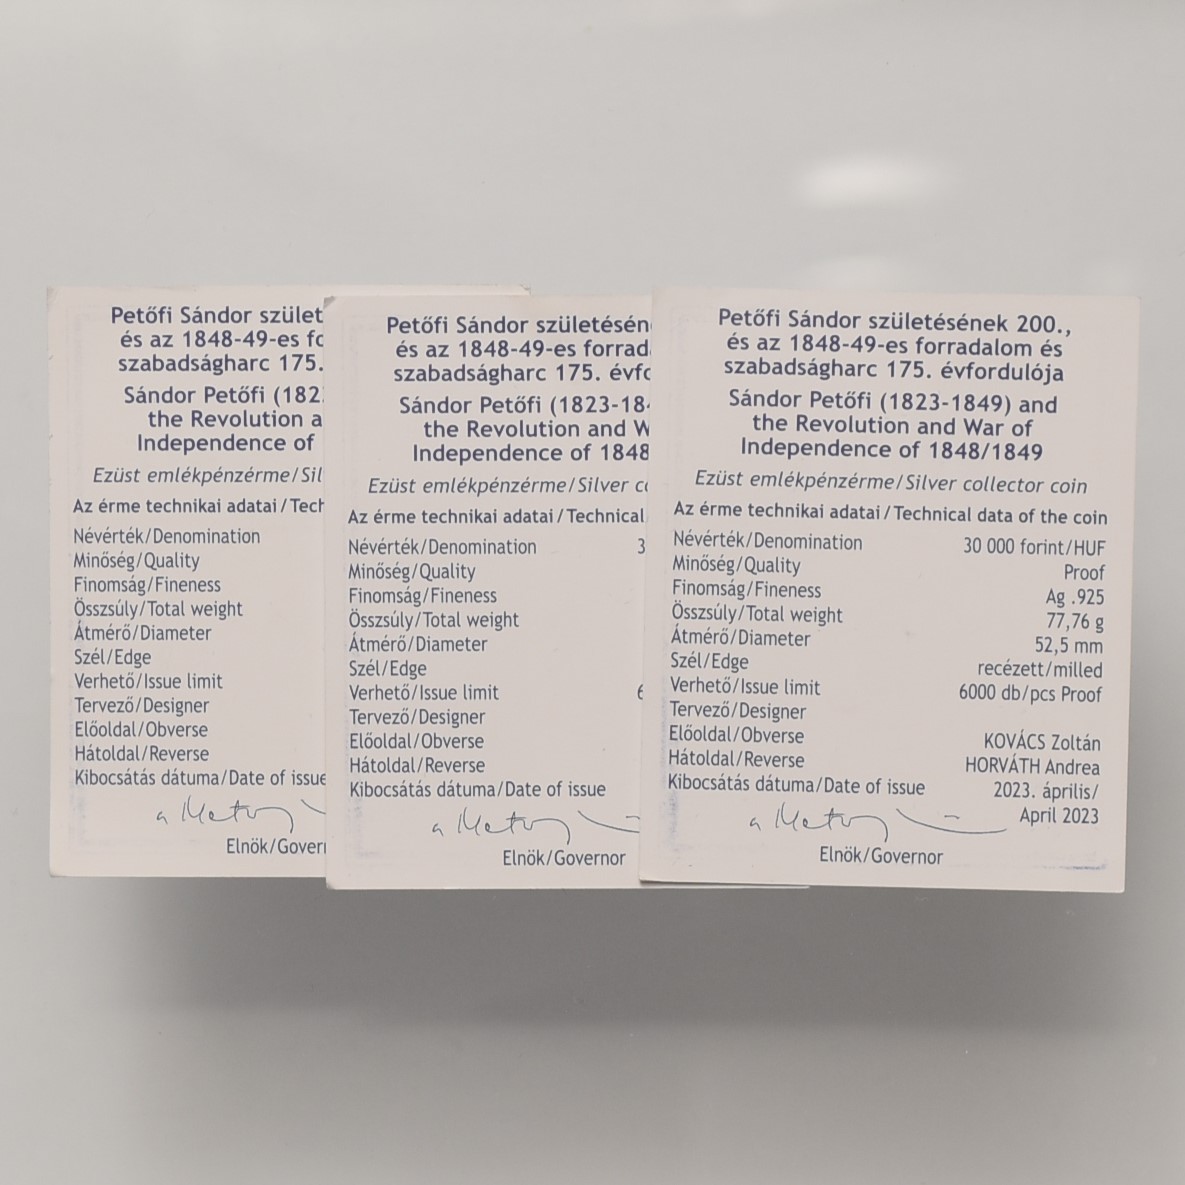 Petőfi Sándor szület
és az 1848-49-es fo
szabadságharc 175.
Sándor Petőfi (182
the Revolution a
Independence of
Ezüst emlékpénzérme/Sil
Az érme technikai adatai/Tech
Névérték/Denomination
Minőség/Quality
Finomság/Fineness
Összsúly/Total weight
Átmérő/Diameter
Szél/Edge
Verhető/Issue limit
Tervező/Designer
Előoldal/Obverse
Hátoldal/Reverse
Kibocsátás dátuma/Date of issue
Elnök/Gover
Petőfi Sándor születésén
és az 1848-49-es forrad
szabadságharc 175. évfo
Sándor Petőfi (1823-18
the Revolution and W
Independence of 1848
Ezüst emlékpénzérme/Silver co
Az érme technikai adatai/Technical
Névérték/Denomination 3
Minőség/Quality
Finomság/Fineness
Összsúly/Total weight
Átmérő/Diameter
Szél/Edge
Verhető/Issue limit 6
Tervező/Designer
Előoldal/Obverse
Hátoldal/Reverse
Kibocsátás dátuma/Date of issue
Elnök/Governor
Petőfi Sándor születésének 200.,
és az 1848-49-es forradalom és
szabadságharc 175. évfordulója
Sándor Petőfi (1823-1849) and
the Revolution and War of
Independence of 1848/1849
Ezüst emlékpénzérme/Silver collector coin
Az érme technikai adatai/Technical data of the coin
Névérték/Denomination 30 000 forint/HUF
Minőség/Quality Proof
Finomság/Fineness Ag .925
Összsúly/Total weight 77,76 g
Átmérő/Diameter 52,5 mm
Szél/Edge recézett/milled
Verhető/Issue limit 6000 db/pcs Proof
Tervező/Designer
Előoldal/Obverse KOVÁCS Zoltán
Hátoldal/Reverse HORVÁTH Andrea
Kibocsátás dátuma/Date of issue 2023. április/
April 2023
Elnök/Governor